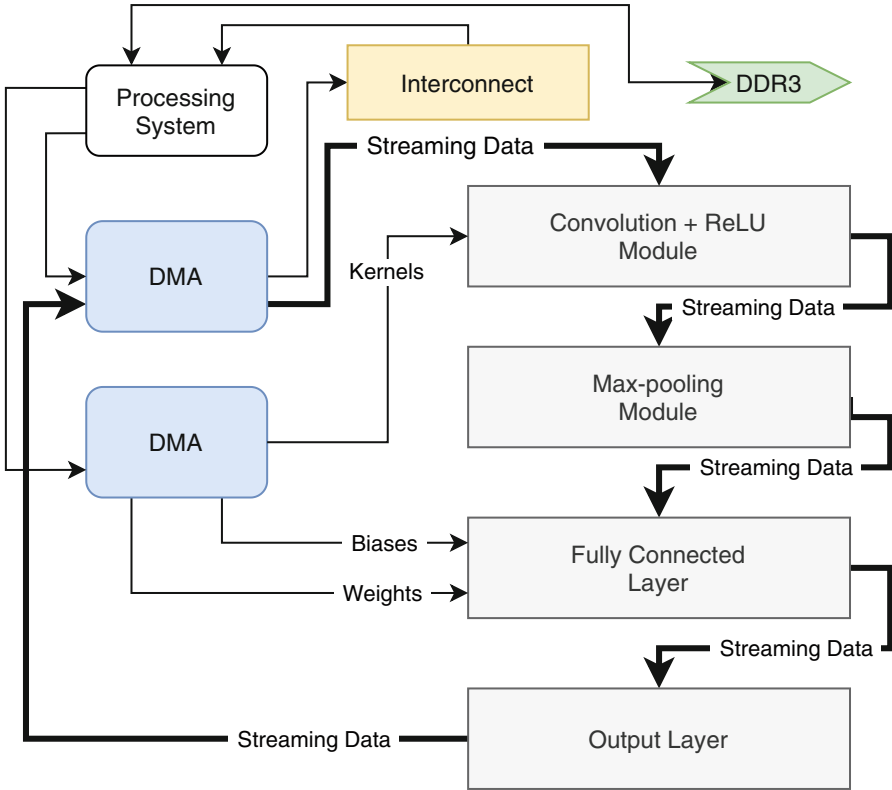 Processing
System
Interconnect
DDR3
Streaming Data
Convolution + ReLU
Module
DMA
Kernels
Streaming Data
Max-pooling
Module
DMA
Streaming Data
Biases
Fully Connected
Layer
Weights
Streaming Data
Streaming Data
Output Layer